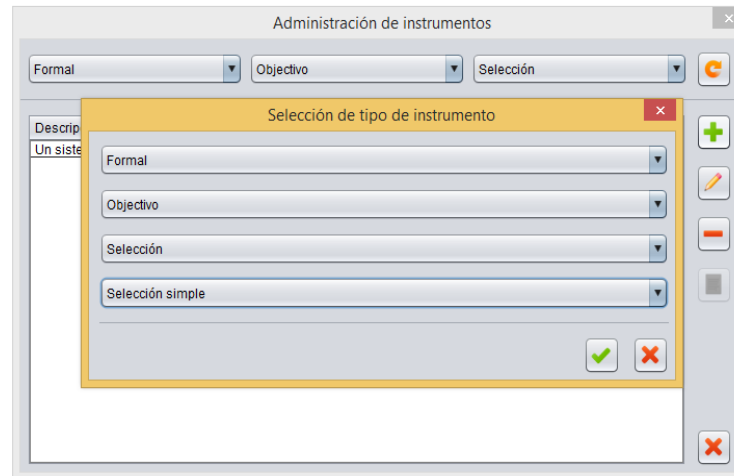 Administración de instrumentos
Formal Objectivo Selección
Selección de tipo de instrumento
Descrip
Un siste
Formal
Objectivo
Selección
Selección simple